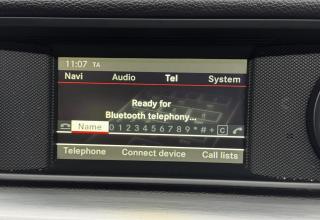 11:07 TA
Navi Audio Tel System
Ready for
Bluetooth telephony...
Name 0 1 2 3 4 5 6 7 8 9 * # + C
Telephone Connect device Call lists